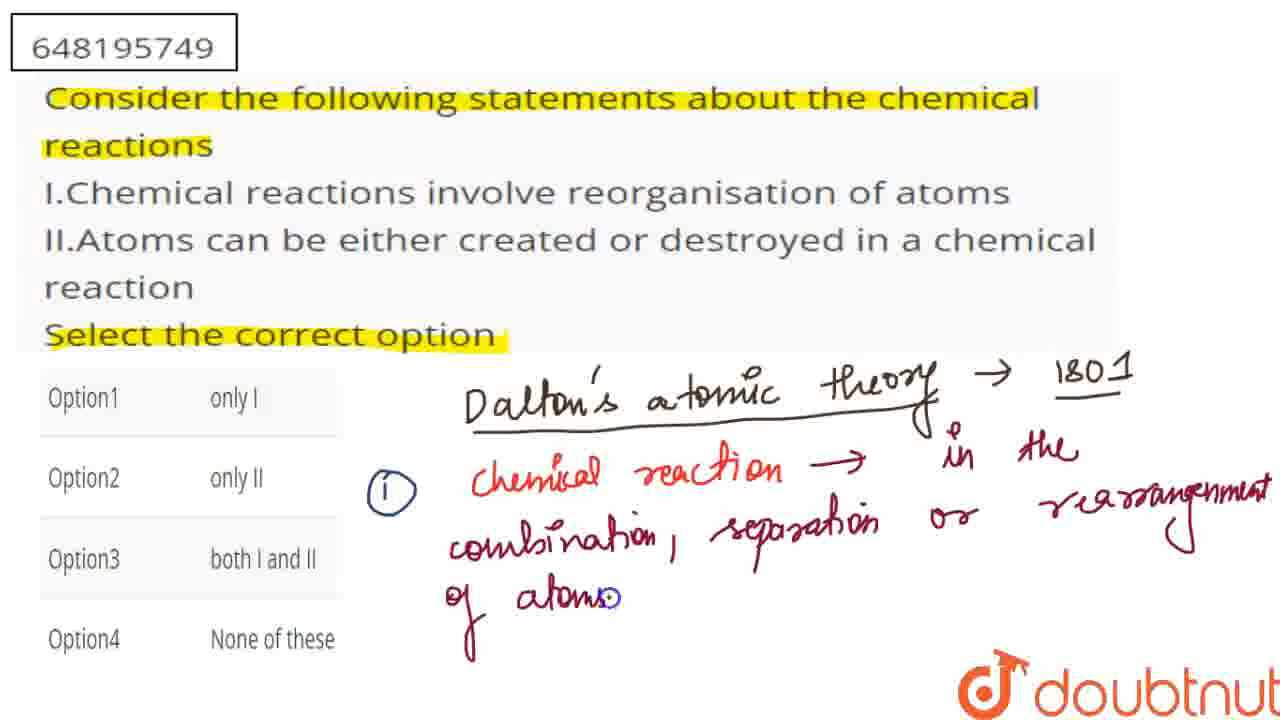 648195749
Consider the following statements about the chemical
reactions
I.Chemical reactions involve reorganisation of atoms
II.Atoms can be either created or destroyed in a chemical
reaction
Select the correct option
Option1 only I
Option2 only II
Option3 both I and II
Option4 None of these
Dalton's atomic theory → 1801
i chemical reaction → in the
combination, separation or rearrangenment
of atoms
doubtnut